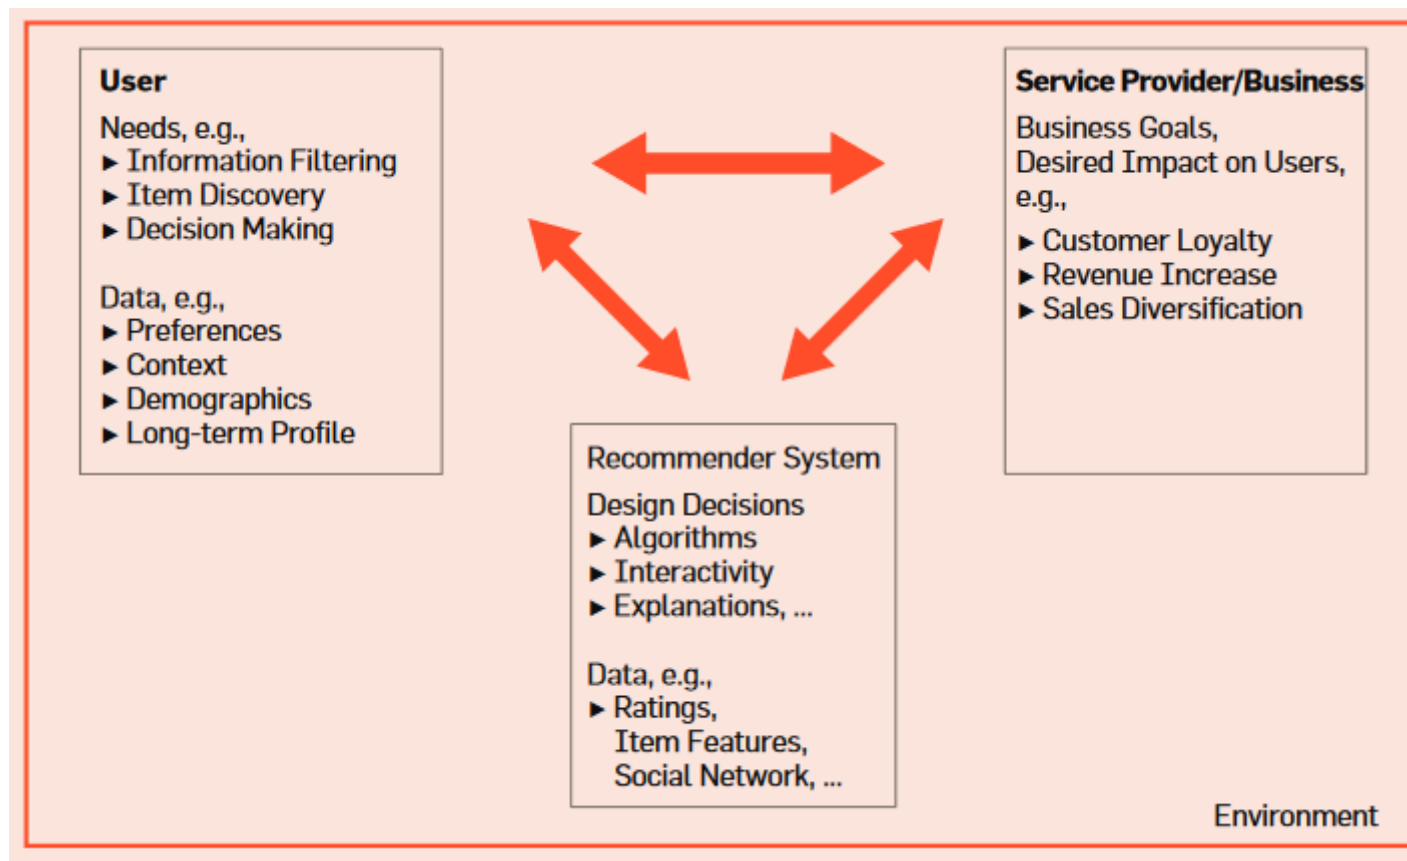 User
Needs, e.g.,
► Information Filtering
► Item Discovery
► Decision Making
Data, e.g.,
► Preferences
► Context
► Demographics
► Long-term Profile
Service Provider/Business
Business Goals,
Desired Impact on Users,
e.g.,
► Customer Loyalty
► Revenue Increase
► Sales Diversification
Recommender System
Design Decisions
► Algorithms
► Interactivity
► Explanations, ...
Data, e.g.,
► Ratings,
Item Features,
Social Network, ...
Environment